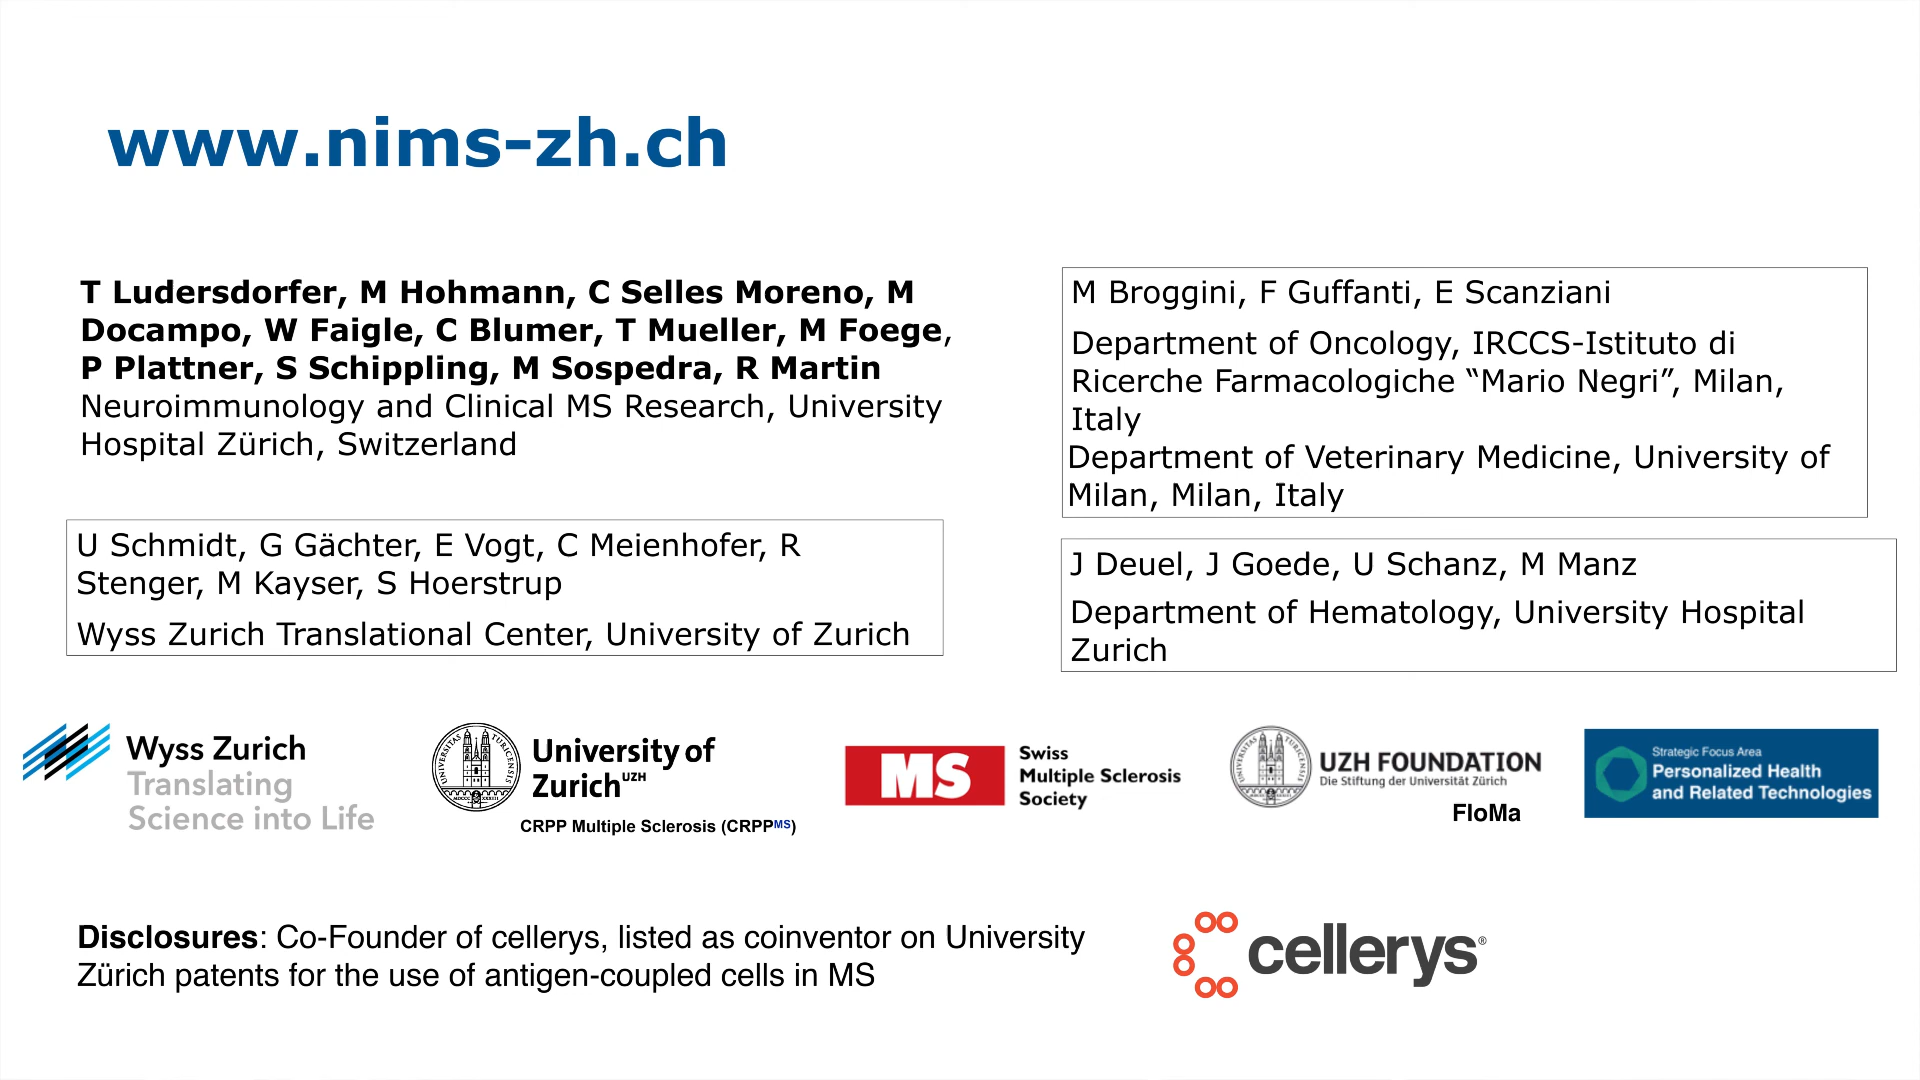 www.nims-zh.ch
T Ludersdorfer, M Hohmann, C Selles Moreno, M
Docampo, W Faigle, C Blumer, T Mueller, M Foege,
P Plattner, S Schippling, M Sospedra, R Martin
Neuroimmunology and Clinical MS Research, University
Hospital Zürich, Switzerland
U Schmidt, G Gächter, E Vogt, C Meienhofer, R
Stenger, M Kayser, S Hoerstrup
Wyss Zurich Translational Center, University of Zurich
M Broggini, F Guffanti, E Scanziani
Department of Oncology, IRCCS-Istituto di
Ricerche Farmacologiche “Mario Negri”, Milan,
Italy
Department of Veterinary Medicine, University of
Milan, Milan, Italy
J Deuel, J Goede, U Schanz, M Manz
Department of Hematology, University Hospital
Zurich
Wyss Zurich
Translating
Science into Life
University of
Zurich UZH
CRPP Multiple Sclerosis (CRPPMS)
MS
Swiss
Multiple Sclerosis
Society
UZH FOUNDATION
Die Stiftung der Universität Zürich
FloMa
Strategic Focus Area
Personalized Health
and Related Technologies
Disclosures: Co-Founder of cellerys, listed as coinventor on University
Zürich patents for the use of antigen-coupled cells in MS
cellerys®